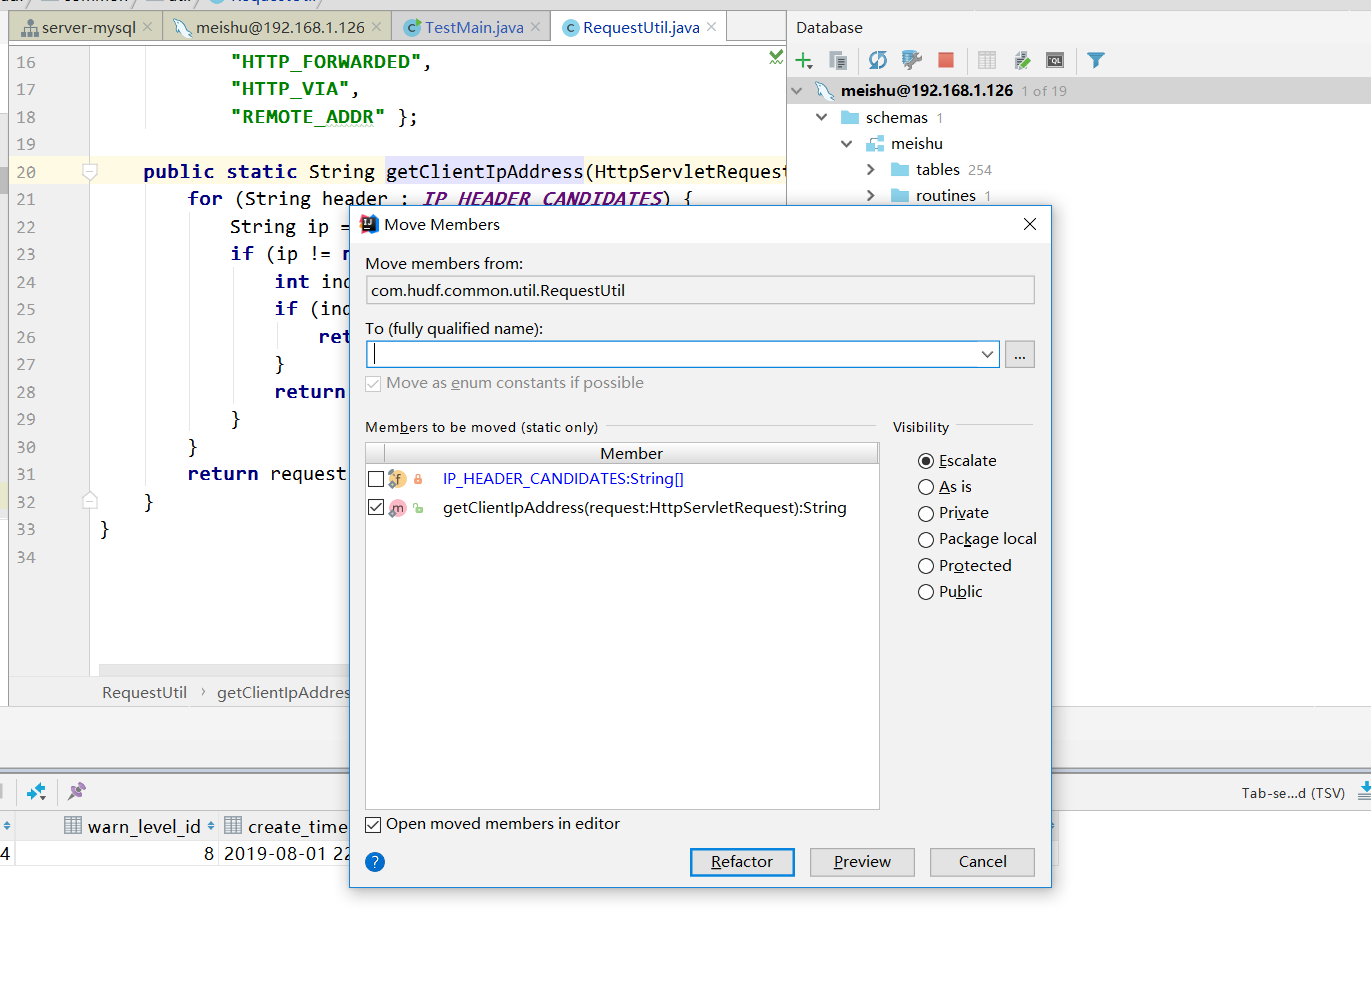 server-mysql
meishu@192.168.1.126
TestMain.java
RequestUtil.java
Database
16 "HTTP_FORWARDED",
17 "HTTP_VIA",
18 "REMOTE_ADDR" };
19
20 public static String getClientIpAddress(HttpServletRequest
21 for (String header : IP_HEADER_CANDIDATES) {
22 String ip =
23 if (ip !=
24 int
25 if
26
27 }
28 return
29 }
30 }
31 return request
32 }
33 }
34
RequestUtil › getClientIpAddres
meishu@192.168.1.126 1 of 19
schemas 1
meishu
tables 254
routines 1
Move Members
Move members from:
com.hudf.common.util.RequestUtil
To (fully qualified name):
...
Move as enum constants if possible
Members to be moved (static only)
Member
IP_HEADER_CANDIDATES:String[]
getClientIpAddress(request:HttpServletRequest):String
Visibility
Escalate
As is
Private
Package local
Protected
Public
Open moved members in editor
?
Refactor
Preview
Cancel
Tab-se...d (TSV)
warn_level_id
create_time
4 8 2019-08-01 22